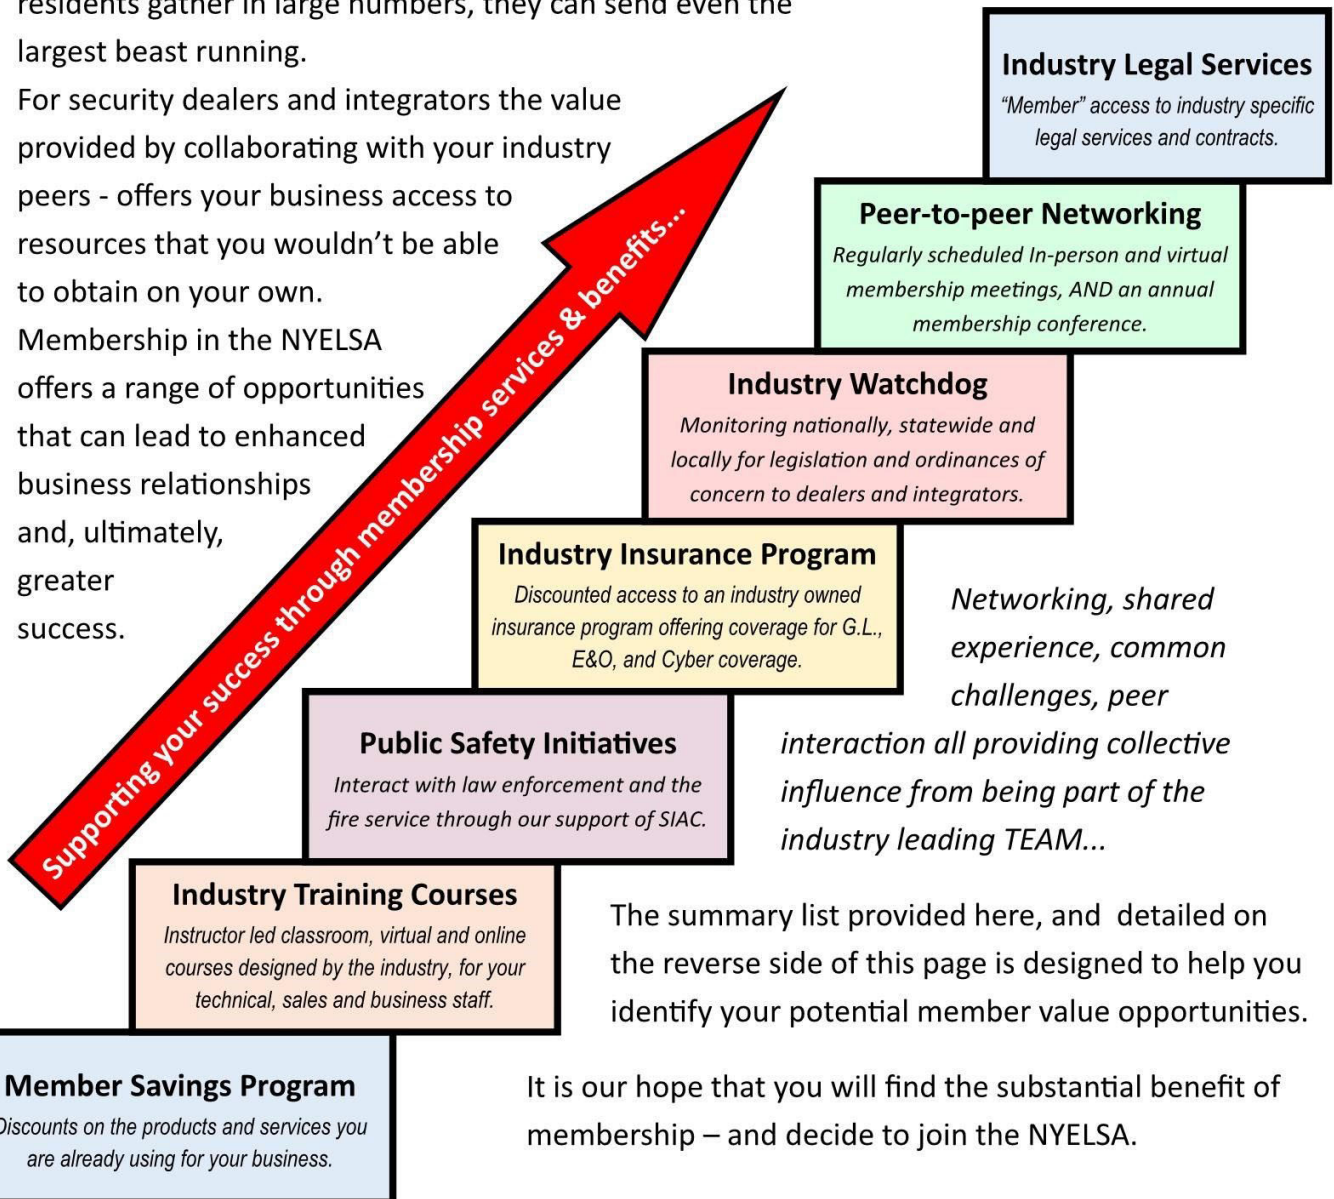 residents gather in large numbers, they can send even the
largest beast running.
For security dealers and integrators the value
provided by collaborating with your industry
peers - offers your business access to
resources that you wouldn’t be able
to obtain on your own.
Membership in the NYELSA
offers a range of opportunities
that can lead to enhanced
business relationships
and, ultimately,
greater
success.
Supporting your success through membership services & benefits...
Industry Legal Services
“Member” access to industry specific
legal services and contracts.
Peer-to-peer Networking
Regularly scheduled In-person and virtual
membership meetings, AND an annual
membership conference.
Industry Watchdog
Monitoring nationally, statewide and
locally for legislation and ordinances of
concern to dealers and integrators.
Industry Insurance Program
Discounted access to an industry owned
insurance program offering coverage for G.L.,
E&O, and Cyber coverage.
Public Safety Initiatives
Interact with law enforcement and the
fire service through our support of SIAC.
Industry Training Courses
Instructor led classroom, virtual and online
courses designed by the industry, for your
technical, sales and business staff.
Member Savings Program
Discounts on the products and services you
are already using for your business.
Networking, shared
experience, common
challenges, peer
interaction all providing collective
influence from being part of the
industry leading TEAM...
The summary list provided here, and  detailed on
the reverse side of this page is designed to help you
identify your potential member value opportunities.
It is our hope that you will find the substantial benefit of
membership – and decide to join the NYELSA.